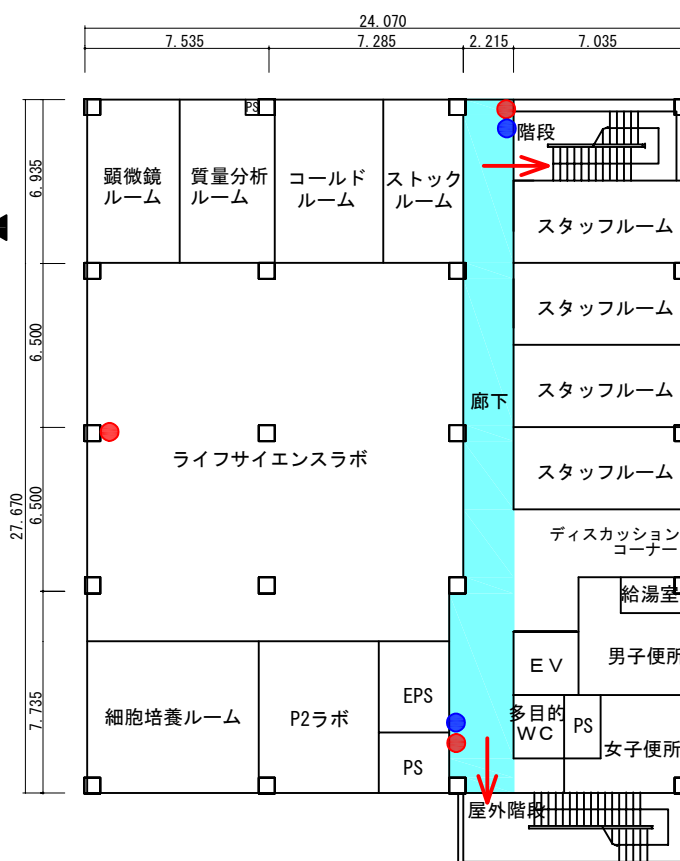 24.070
7.535
7.285
2.215
7.035
PS
階段
6.935
顕微鏡
ルーム
質量分析
ルーム
コールド
ルーム
ストック
ルーム
スタッフルーム
6.500
スタッフルーム
廊下
スタッフルーム
ライフサイエンスラボ
スタッフルーム
27.670
6.500
ディスカッション
コーナー
給湯室
EV
男子便所
7.735
細胞培養ルーム
P2ラボ
EPS
多目的
WC
PS
女子便所
PS
屋外階段